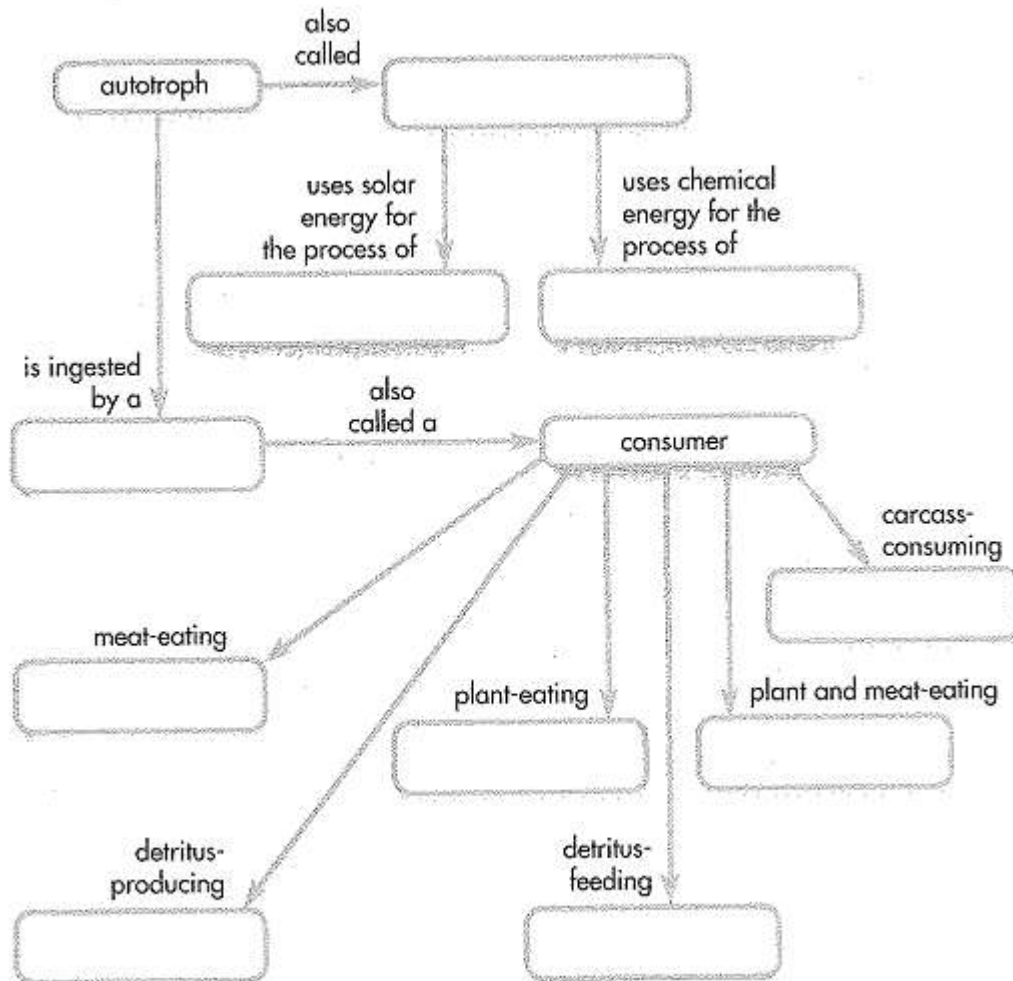 also
called
autotroph
uses solar
energy for
the process of
uses chemical
energy for the
process of
is ingested
by a
also
called a
consumer
carcass-
consuming
meat-eating
plant-eating
plant and meat-eating
detritus-
producing
detritus-
feeding